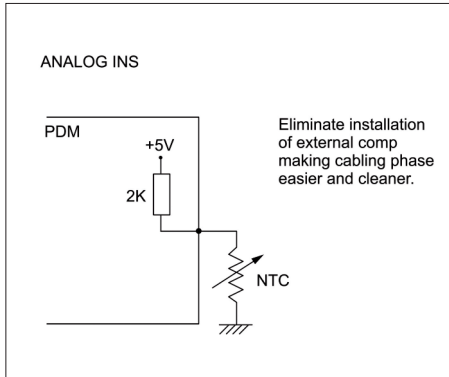 ANALOG INS
PDM
+5V
2K
NTC
Eliminate installation
of external comp
making cabling phase
easier and cleaner.